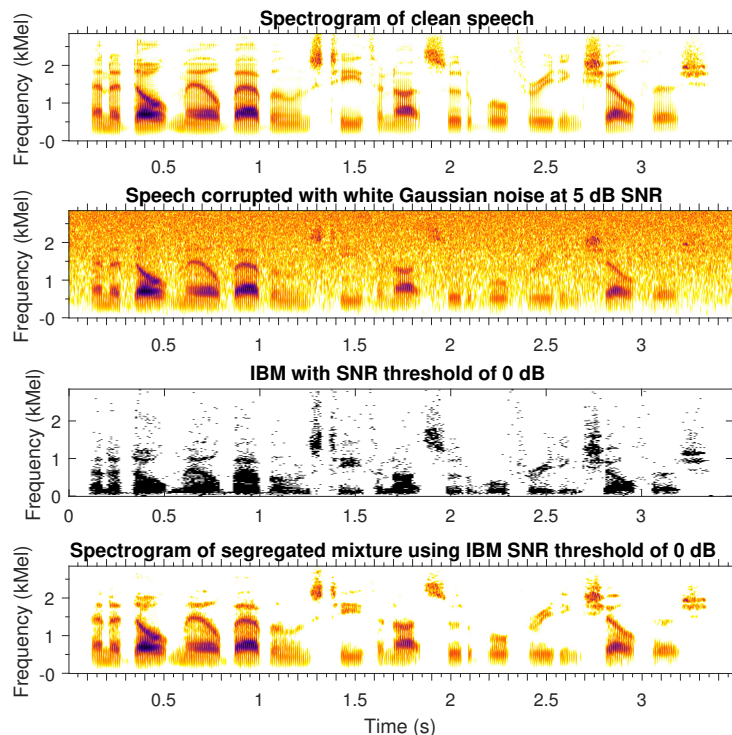 Spectrogram of clean speech
Frequency (kMel)
2
1
-0
0.5 1 1.5 2 2.5 3
Speech corrupted with white Gaussian noise at 5 dB SNR
Frequency (kMel)
2
1
-0
0.5 1 1.5 2 2.5 3
IBM with SNR threshold of 0 dB
Frequency (kMel)
2
1
0
0 0.5 1 1.5 2 2.5 3
Spectrogram of segregated mixture using IBM SNR threshold of 0 dB
Frequency (kMel)
2
1
-0
0.5 1 1.5 2 2.5 3
Time (s)